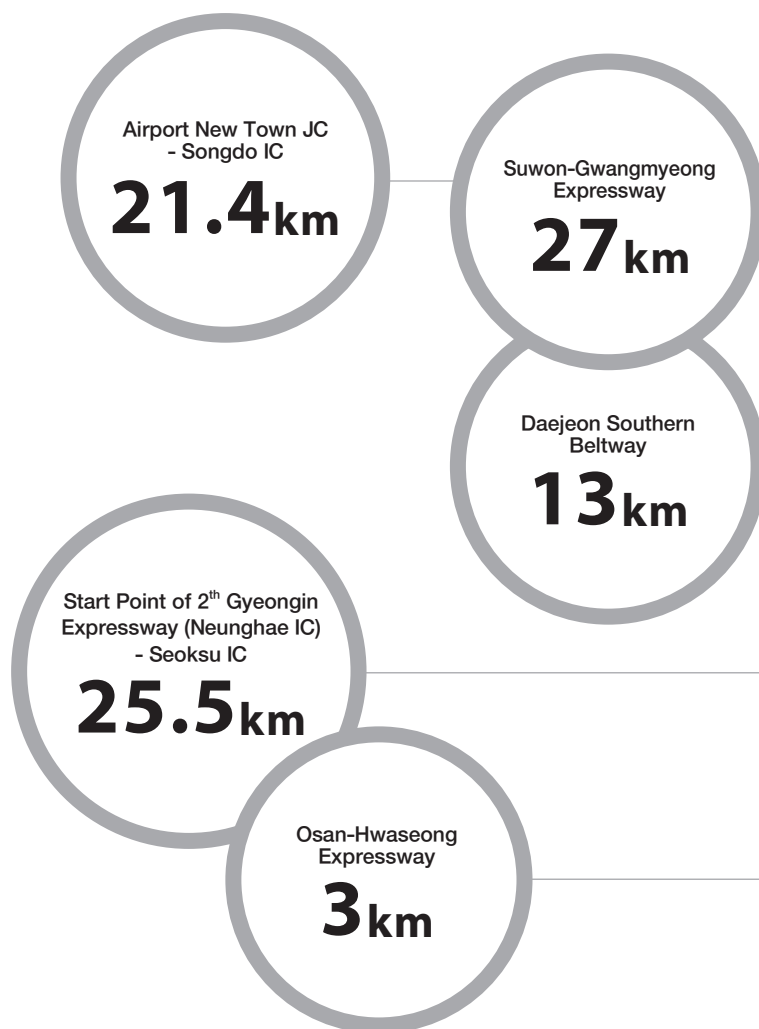 Airport New Town JC
- Songdo IC
21.4km
Suwon-Gwangmyeong
Expressway
27km
Daejeon Southern
Beltway
13km
Start Point of 2th Gyeongin
Expressway (Neunghae IC)
- Seoksu IC
25.5km
Osan-Hwaseong
Expressway
3km